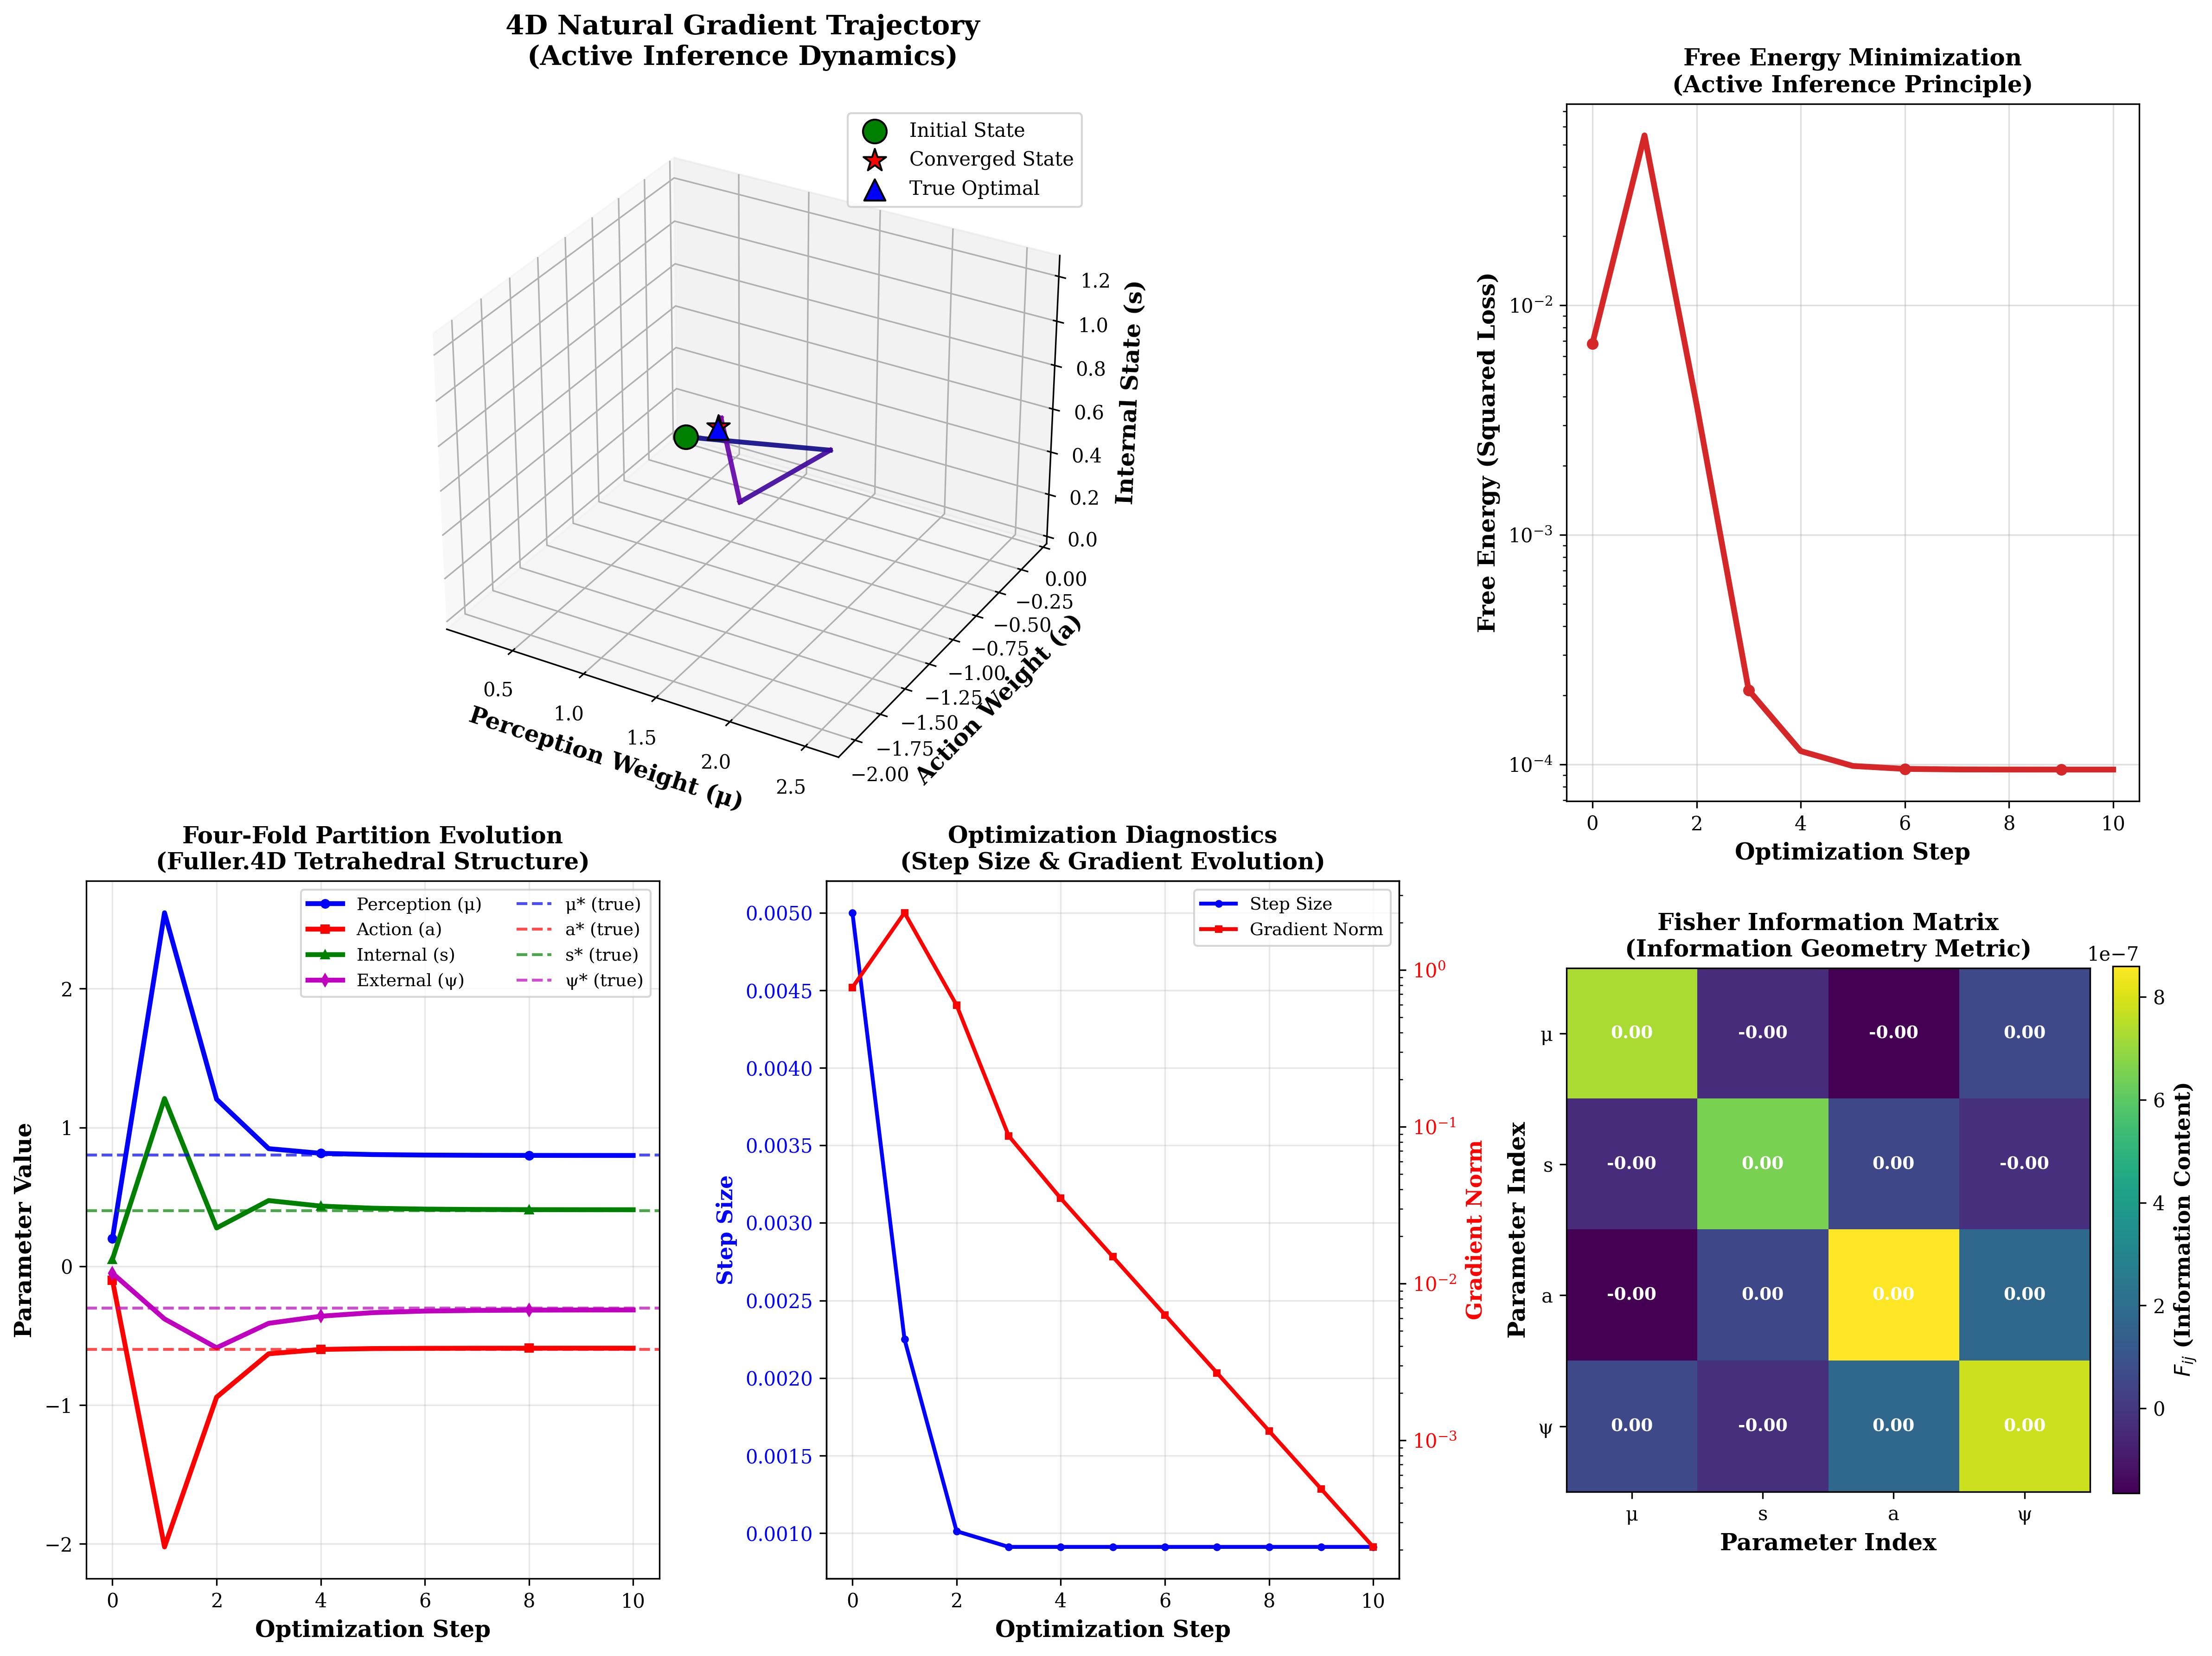 4D Natural Gradient Trajectory
(Active Inference Dynamics)
Initial State
Converged State
True Optimal
1.2
1.0
0.8
0.6
0.4
0.2
0.0
Internal State (s)
0.00
−0.25
−0.50
−0.75
−1.00
−1.25
−1.50
−1.75
−2.00
Action Weight (a)
0.5
1.0
1.5
2.0
2.5
Perception Weight (μ)
Free Energy Minimization
(Active Inference Principle)
10−2
10−3
10−4
Free Energy (Squared Loss)
0 2 4 6 8 10
Optimization Step
Four-Fold Partition Evolution
(Fuller.4D Tetrahedral Structure)
Perception (μ) μ* (true)
Action (a) a* (true)
Internal (s) s* (true)
External (ψ) ψ* (true)
2
1
0
−1
−2
Parameter Value
0 2 4 6 8 10
Optimization Step
Optimization Diagnostics
(Step Size & Gradient Evolution)
Step Size
Gradient Norm
0.0050
0.0045
0.0040
0.0035
0.0030
0.0025
0.0020
0.0015
0.0010
Step Size
100
10−1
10−2
10−3
Gradient Norm
0 2 4 6 8 10
Optimization Step
Fisher Information Matrix
(Information Geometry Metric)
1e−7
μ 0.00 -0.00 -0.00 0.00
s -0.00 0.00 0.00 -0.00
a -0.00 0.00 0.00 0.00
ψ 0.00 -0.00 0.00 0.00
μ s a ψ
Parameter Index
Parameter Index
8
6
4
2
0
Fij (Information Content)